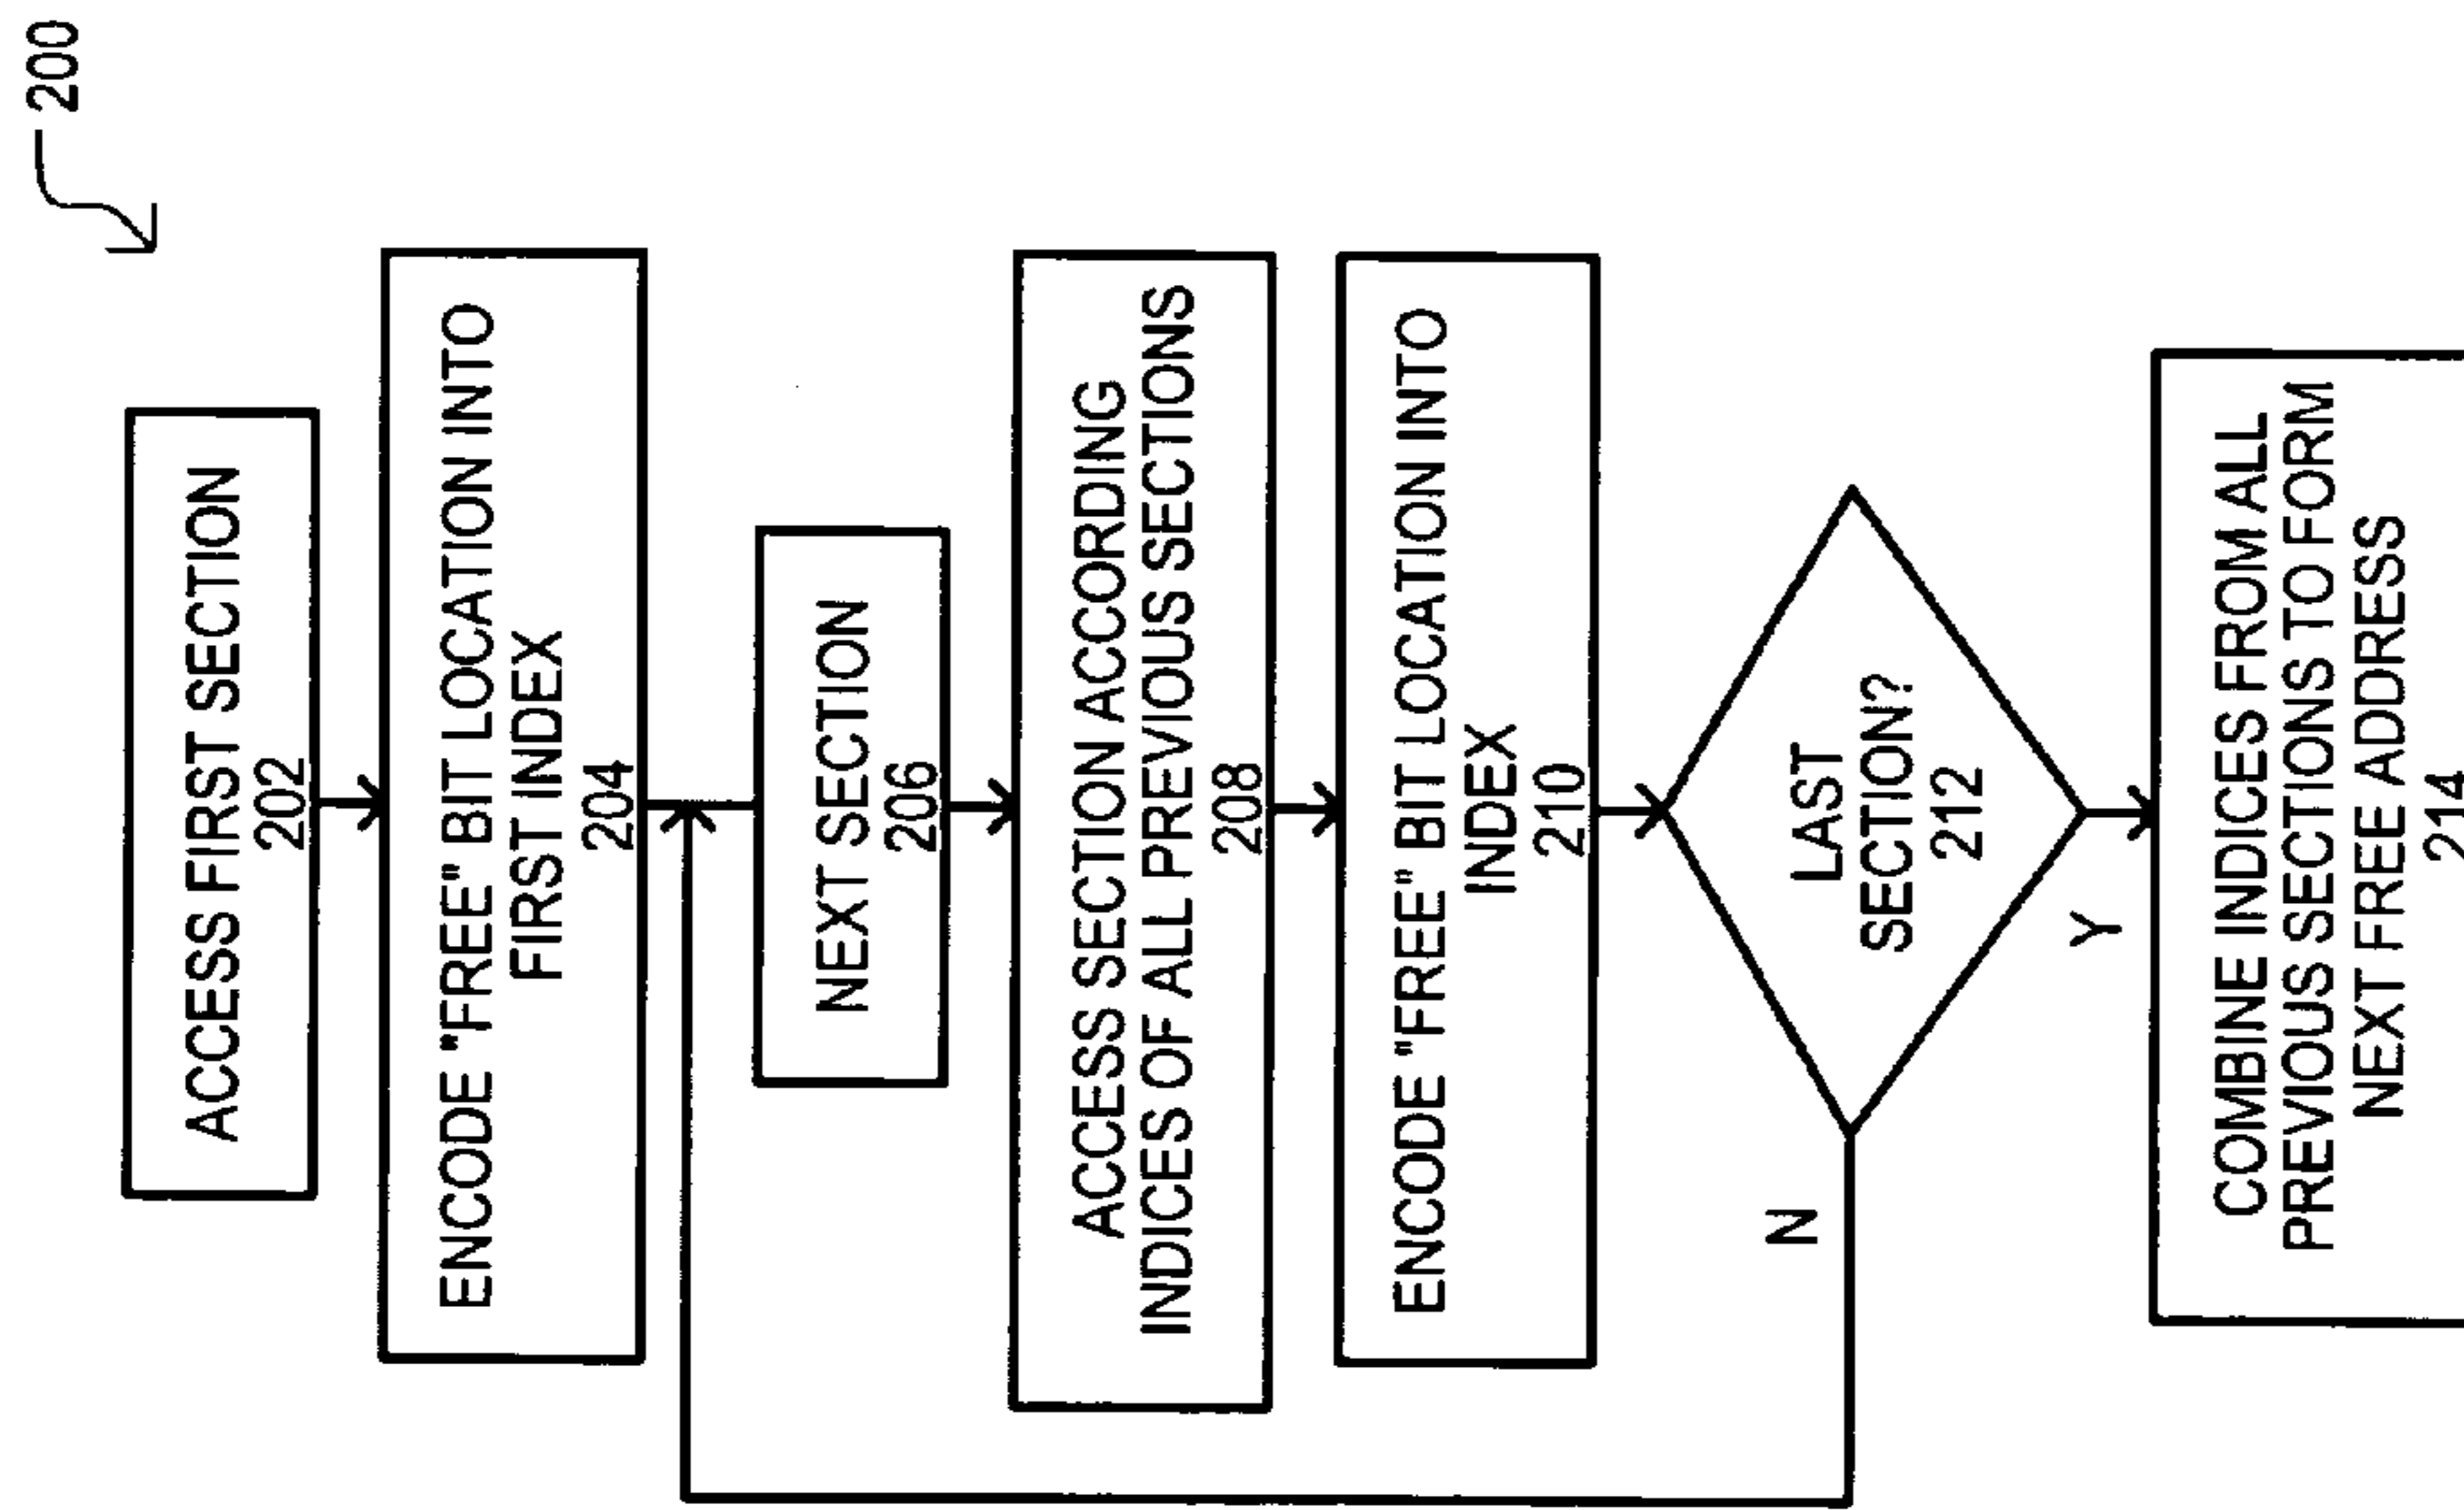 200
ACCESS FIRST SECTION
202
ENCODE "FREE" BIT LOCATION INTO
FIRST INDEX
204
NEXT SECTION
206
ACCESS SECTION ACCORDING
INDICES OF ALL PREVIOUS SECTIONS
208
ENCODE "FREE" BIT LOCATION INTO
INDEX
210
LAST
SECTION?
212
N
Y
COMBINE INDICES FROM ALL
PREVIOUS SECTIONS TO FORM
NEXT FREE ADDRESS
214